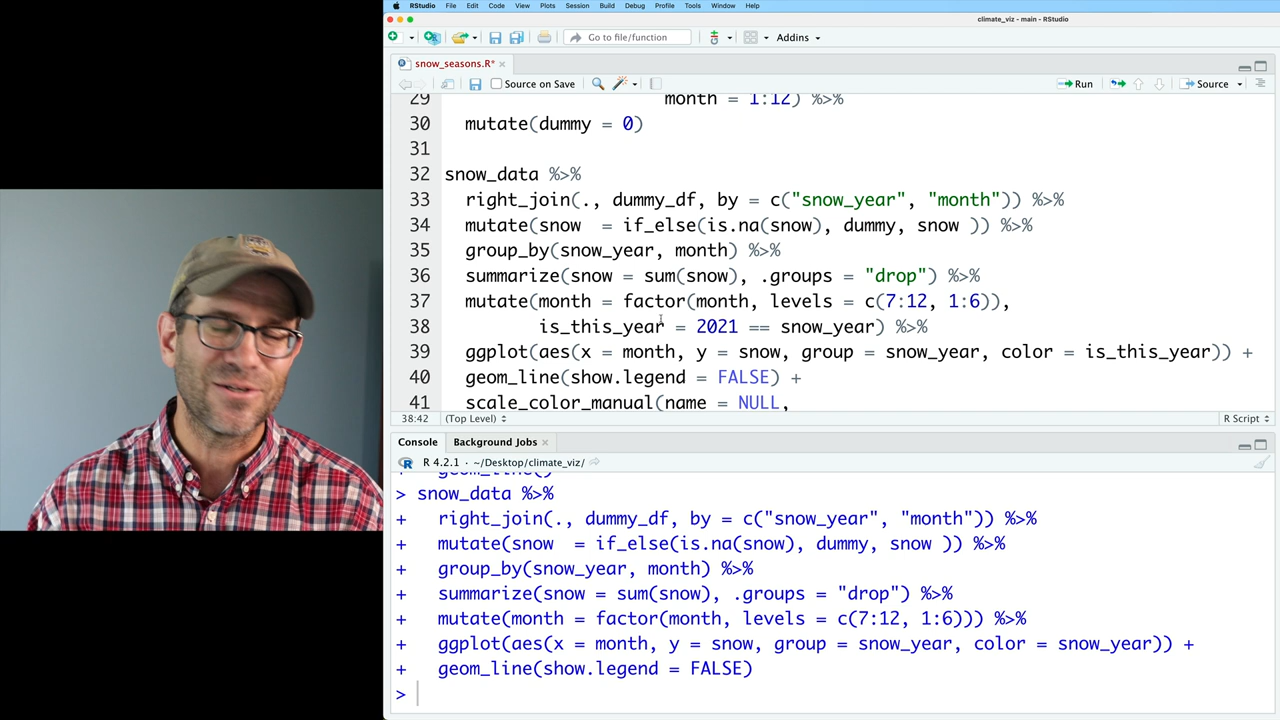 RStudio File Edit Code View Plots Session Build Debug Profile Tools Window Help
climate_viz - main - RStudio
Go to file/function Addins
snow_seasons.R*
Source on Save Run Source
29 month = 1:12) %>%
30 mutate(dummy = 0)
31
32 snow_data %>%
33 right_join(., dummy_df, by = c("snow_year", "month")) %>%
34 mutate(snow  = if_else(is.na(snow), dummy, snow )) %>%
35 group_by(snow_year, month) %>%
36 summarize(snow = sum(snow), .groups = "drop") %>%
37 mutate(month = factor(month, levels = c(7:12, 1:6)),
38 is_this_year = 2021 == snow_year) %>%
39 ggplot(aes(x = month, y = snow, group = snow_year, color = is_this_year)) +
40 geom_line(show.legend = FALSE) +
41 scale_color_manual(name = NULL,
38:42 (Top Level) R Script
Console Background Jobs
R 4.2.1 · ~/Desktop/climate_viz/
+ geom_line()
> snow_data %>%
+ right_join(., dummy_df, by = c("snow_year", "month")) %>%
+ mutate(snow  = if_else(is.na(snow), dummy, snow )) %>%
+ group_by(snow_year, month) %>%
+ summarize(snow = sum(snow), .groups = "drop") %>%
+ mutate(month = factor(month, levels = c(7:12, 1:6))) %>%
+ ggplot(aes(x = month, y = snow, group = snow_year, color = snow_year)) +
+ geom_line(show.legend = FALSE)
>